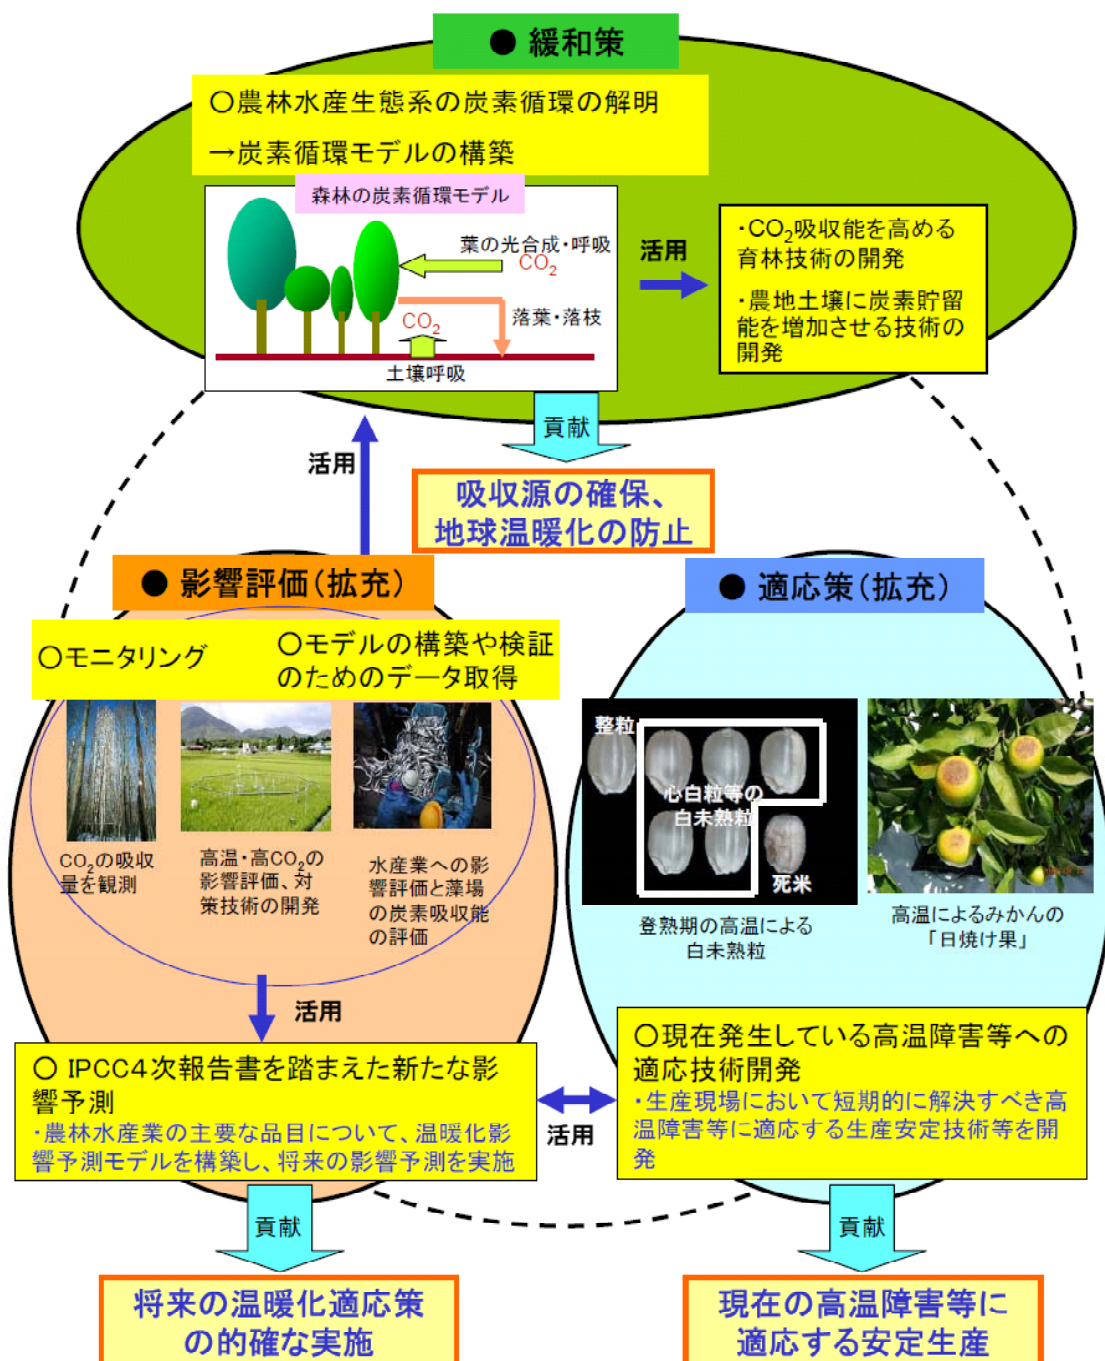 ● 緩和策
○農林水産生態系の炭素循環の解明
→炭素循環モデルの構築
森林の炭素循環モデル
葉の光合成・呼吸
CO₂
CO₂
落葉・落枝
土壌呼吸
活用
・CO₂吸収能を高める
育林技術の開発
・農地土壌に炭素貯留
能を増加させる技術の
開発
貢献
活用
吸収源の確保、
地球温暖化の防止
● 影響評価(拡充)
○モニタリング
○モデルの構築や検証
のためのデータ取得
CO₂の吸収
量を観測
高温・高CO₂の
影響評価、対
策技術の開発
水産業への影
響評価と藻場
の炭素吸収能
の評価
活用
○ IPCC4次報告書を踏まえた新たな影
響予測
・農林水産業の主要な品目について、温暖化影
響予測モデルを構築し、将来の影響予測を実施
貢献
将来の温暖化適応策
の的確な実施
● 適応策(拡充)
整粒
心白粒等の
白未熟粒
死米
登熟期の高温による
白未熟粒
高温によるみかんの
「日焼け果」
○現在発生している高温障害等への
適応技術開発
・生産現場において短期的に解決すべき高
温障害等に適応する生産安定技術等を開
発
活用
貢献
現在の高温障害等に
適応する安定生産